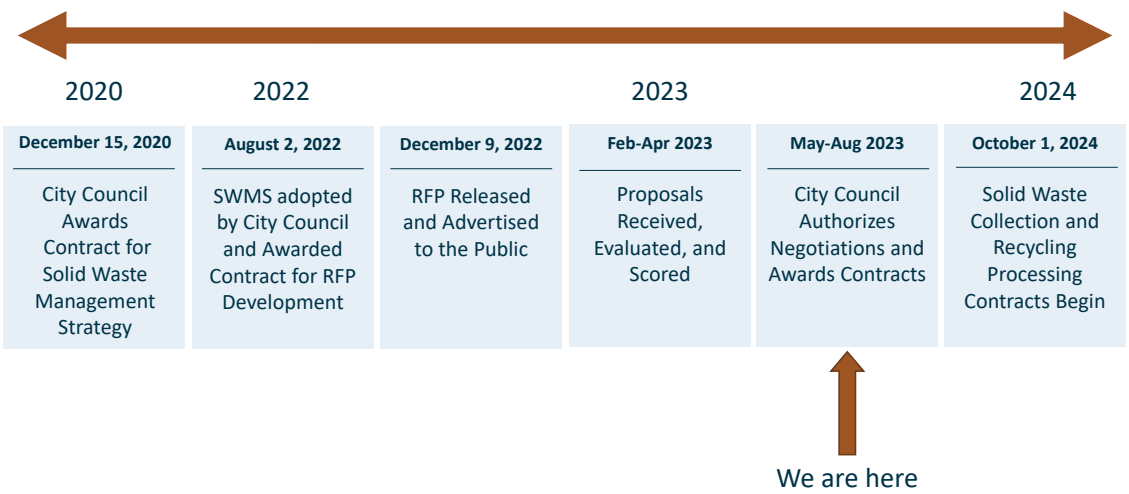 2020
2022
2023
2024
December 15, 2020
City Council
Awards
Contract for
Solid Waste
Management
Strategy
August 2, 2022
SWMS adopted
by City Council
and Awarded
Contract for RFP
Development
December 9, 2022
RFP Released
and Advertised
to the Public
Feb-Apr 2023
Proposals
Received,
Evaluated, and
Scored
May-Aug 2023
City Council
Authorizes
Negotiations and
Awards Contracts
October 1, 2024
Solid Waste
Collection and
Recycling
Processing
Contracts Begin
We are here